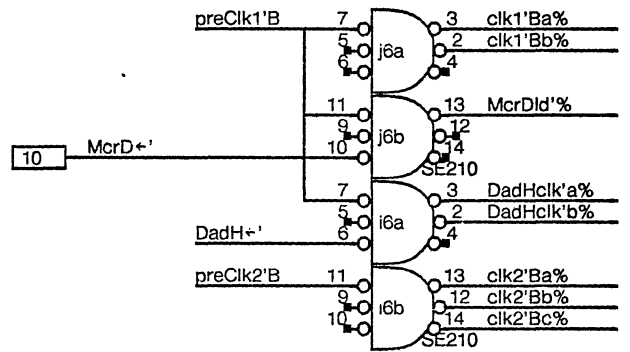 preClk1'B 7 3 clk1'Ba%
5 j6a 2 clk1'Bb%
6 4
11 13 McrDld'%
9 j6b 12
10 McrD←' 10 14
SE210
7 3 DadHclk'a%
5 i6a 2 DadHclk'b%
DadH←' 6 4
preClk2'B 11 13 clk2'Ba%
9 i6b 12 clk2'Bb%
10 14 clk2'Bc%
SE210